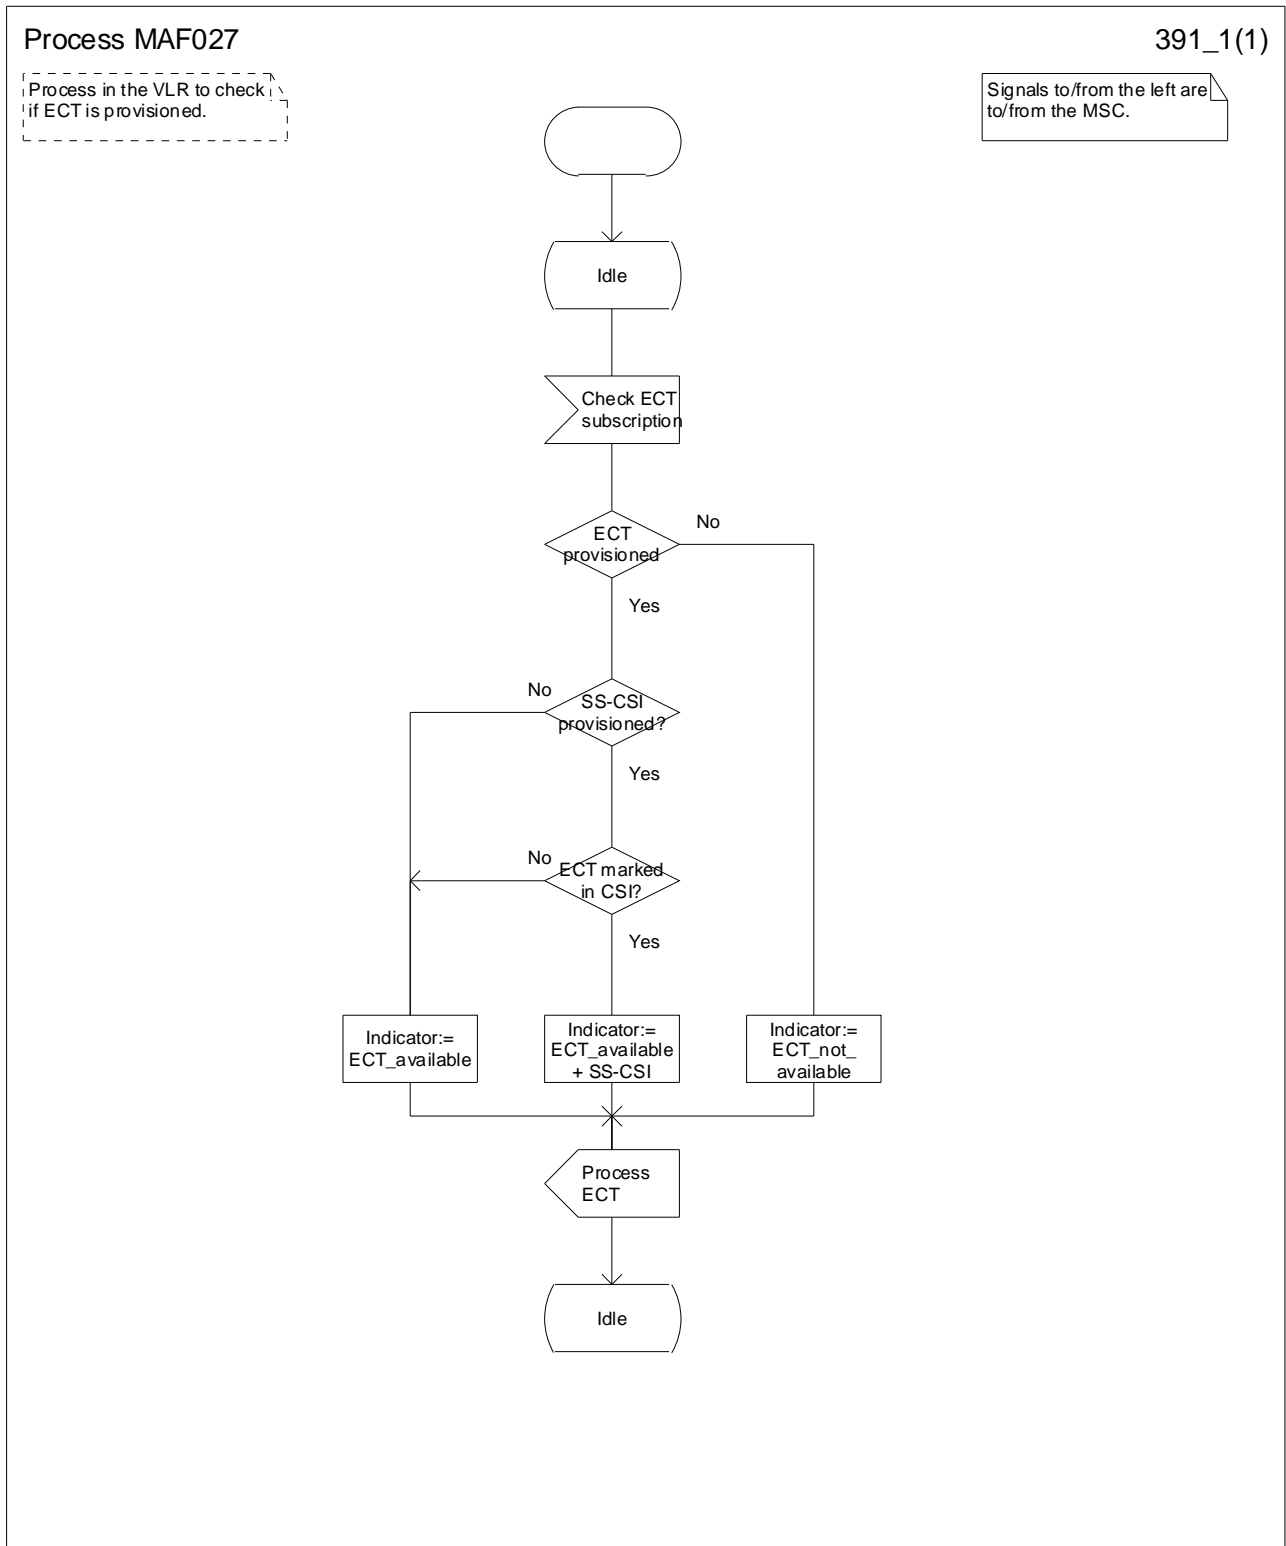 Process MAF027
391_1(1)
Process in the VLR to check
if ECT is provisioned.
Signals to/from the left are
to/from the MSC.
Idle
Check ECT
subscription
ECT
provisioned
No
Yes
No
SS-CSI
provisioned?
Yes
No
ECT marked
in CSI?
Yes
Indicator:=
ECT_available
Indicator:=
ECT_available
+ SS-CSI
Indicator:=
ECT_not_
available
Process
ECT
Idle